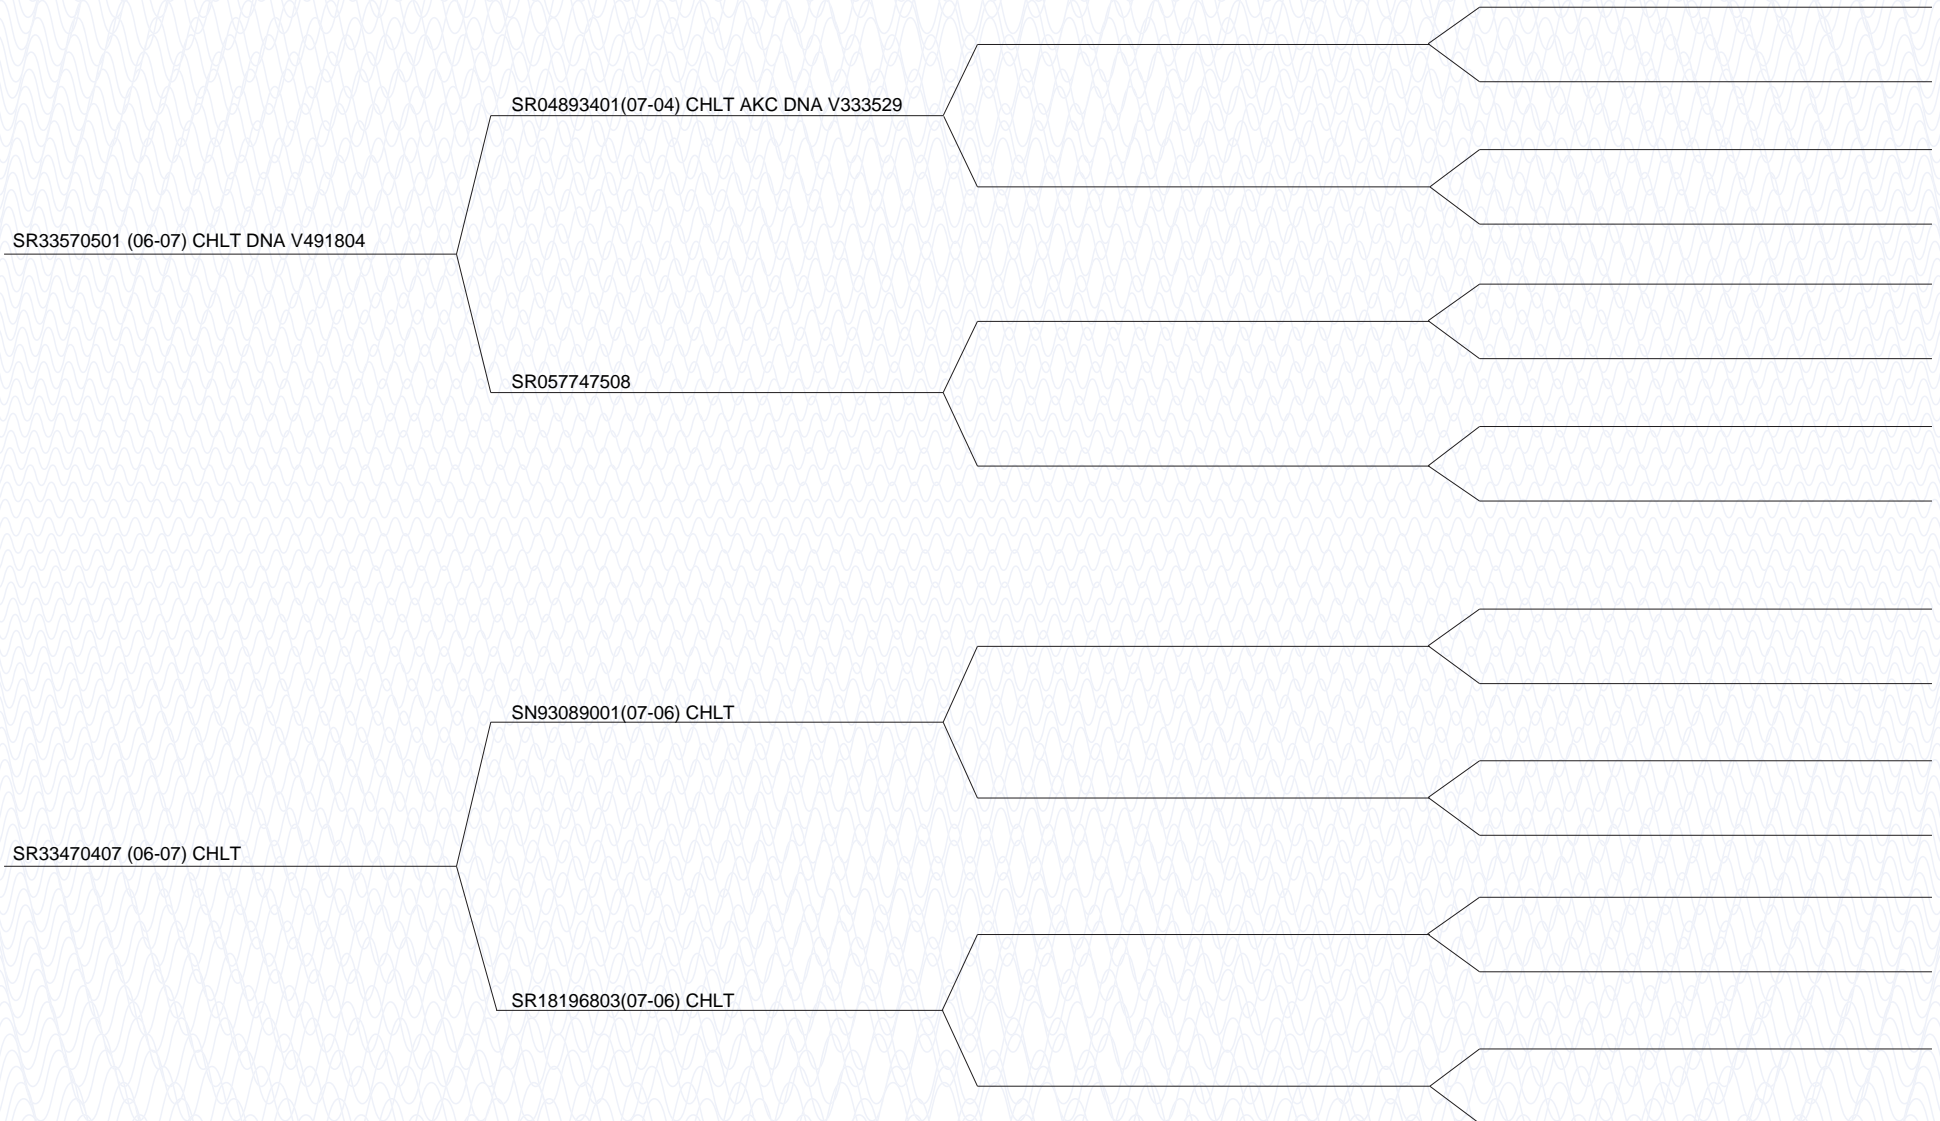 SR04893401(07-04) CHLT AKC DNA V333529
SR33570501 (06-07) CHLT DNA V491804
SR057747508
SN93089001(07-06) CHLT
SR33470407 (06-07) CHLT
SR18196803(07-06) CHLT